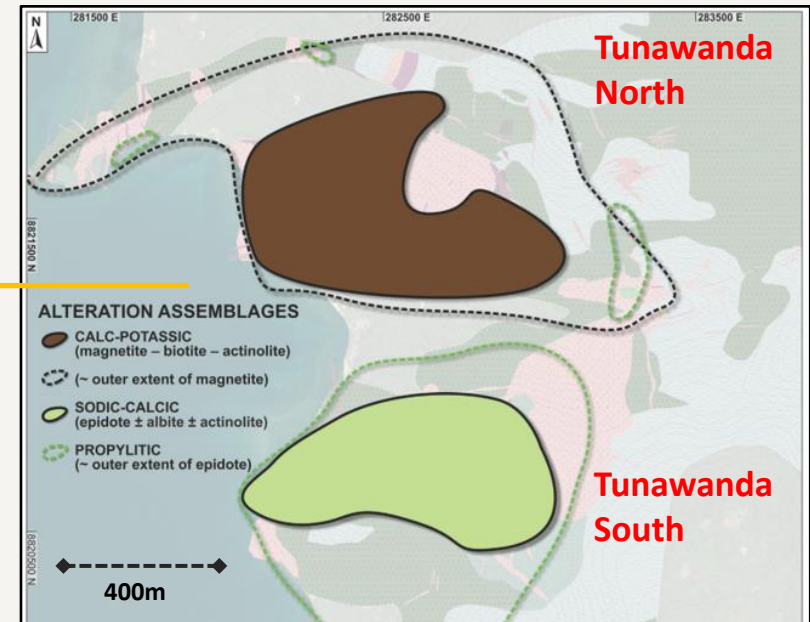 N
281500 E
282500 E
283500 E
Tunawanda
North
8821500 N
ALTERATION ASSEMBLAGES
CALC-POTASSIC
(magnetite – biotite – actinolite)
(~ outer extent of magnetite)
SODIC-CALCIC
(epidote ± albite ± actinolite)
PROPYLITIC
(~ outer extent of epidote)
Tunawanda
South
8820500 N
400m